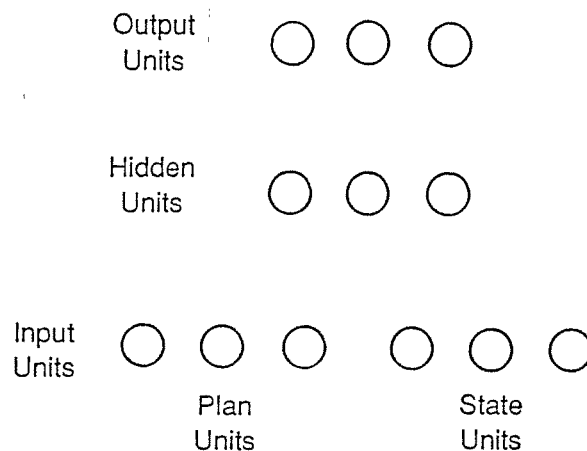 Output
Units
Hidden
Units
Input
Units
Plan
Units
State
Units